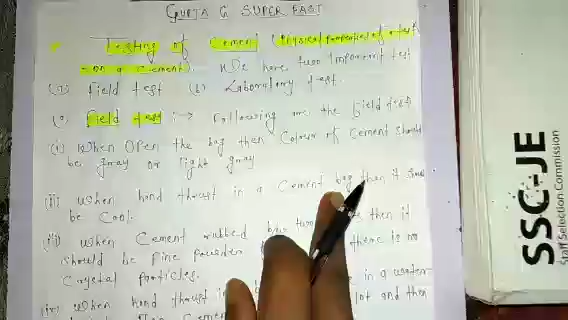 GUPTA G SUPER FAST
Testing of Cement (Physical properties of a test
on a cement). We have two Important test
(a) Field test (b) Laboratory test.
(a) Field test :→ Following are the field test
(i) When Open the bag then Colour of Cement should
be gray or light gray
(ii) when hand thrust in a Cement bag then it
be Cool.
(iii) when Cement rubbed then it
should be fine powder there is no
Crystal particles.
(iv) When hand thrust in a water
and then
SSC-JE
Staff Selection Commission